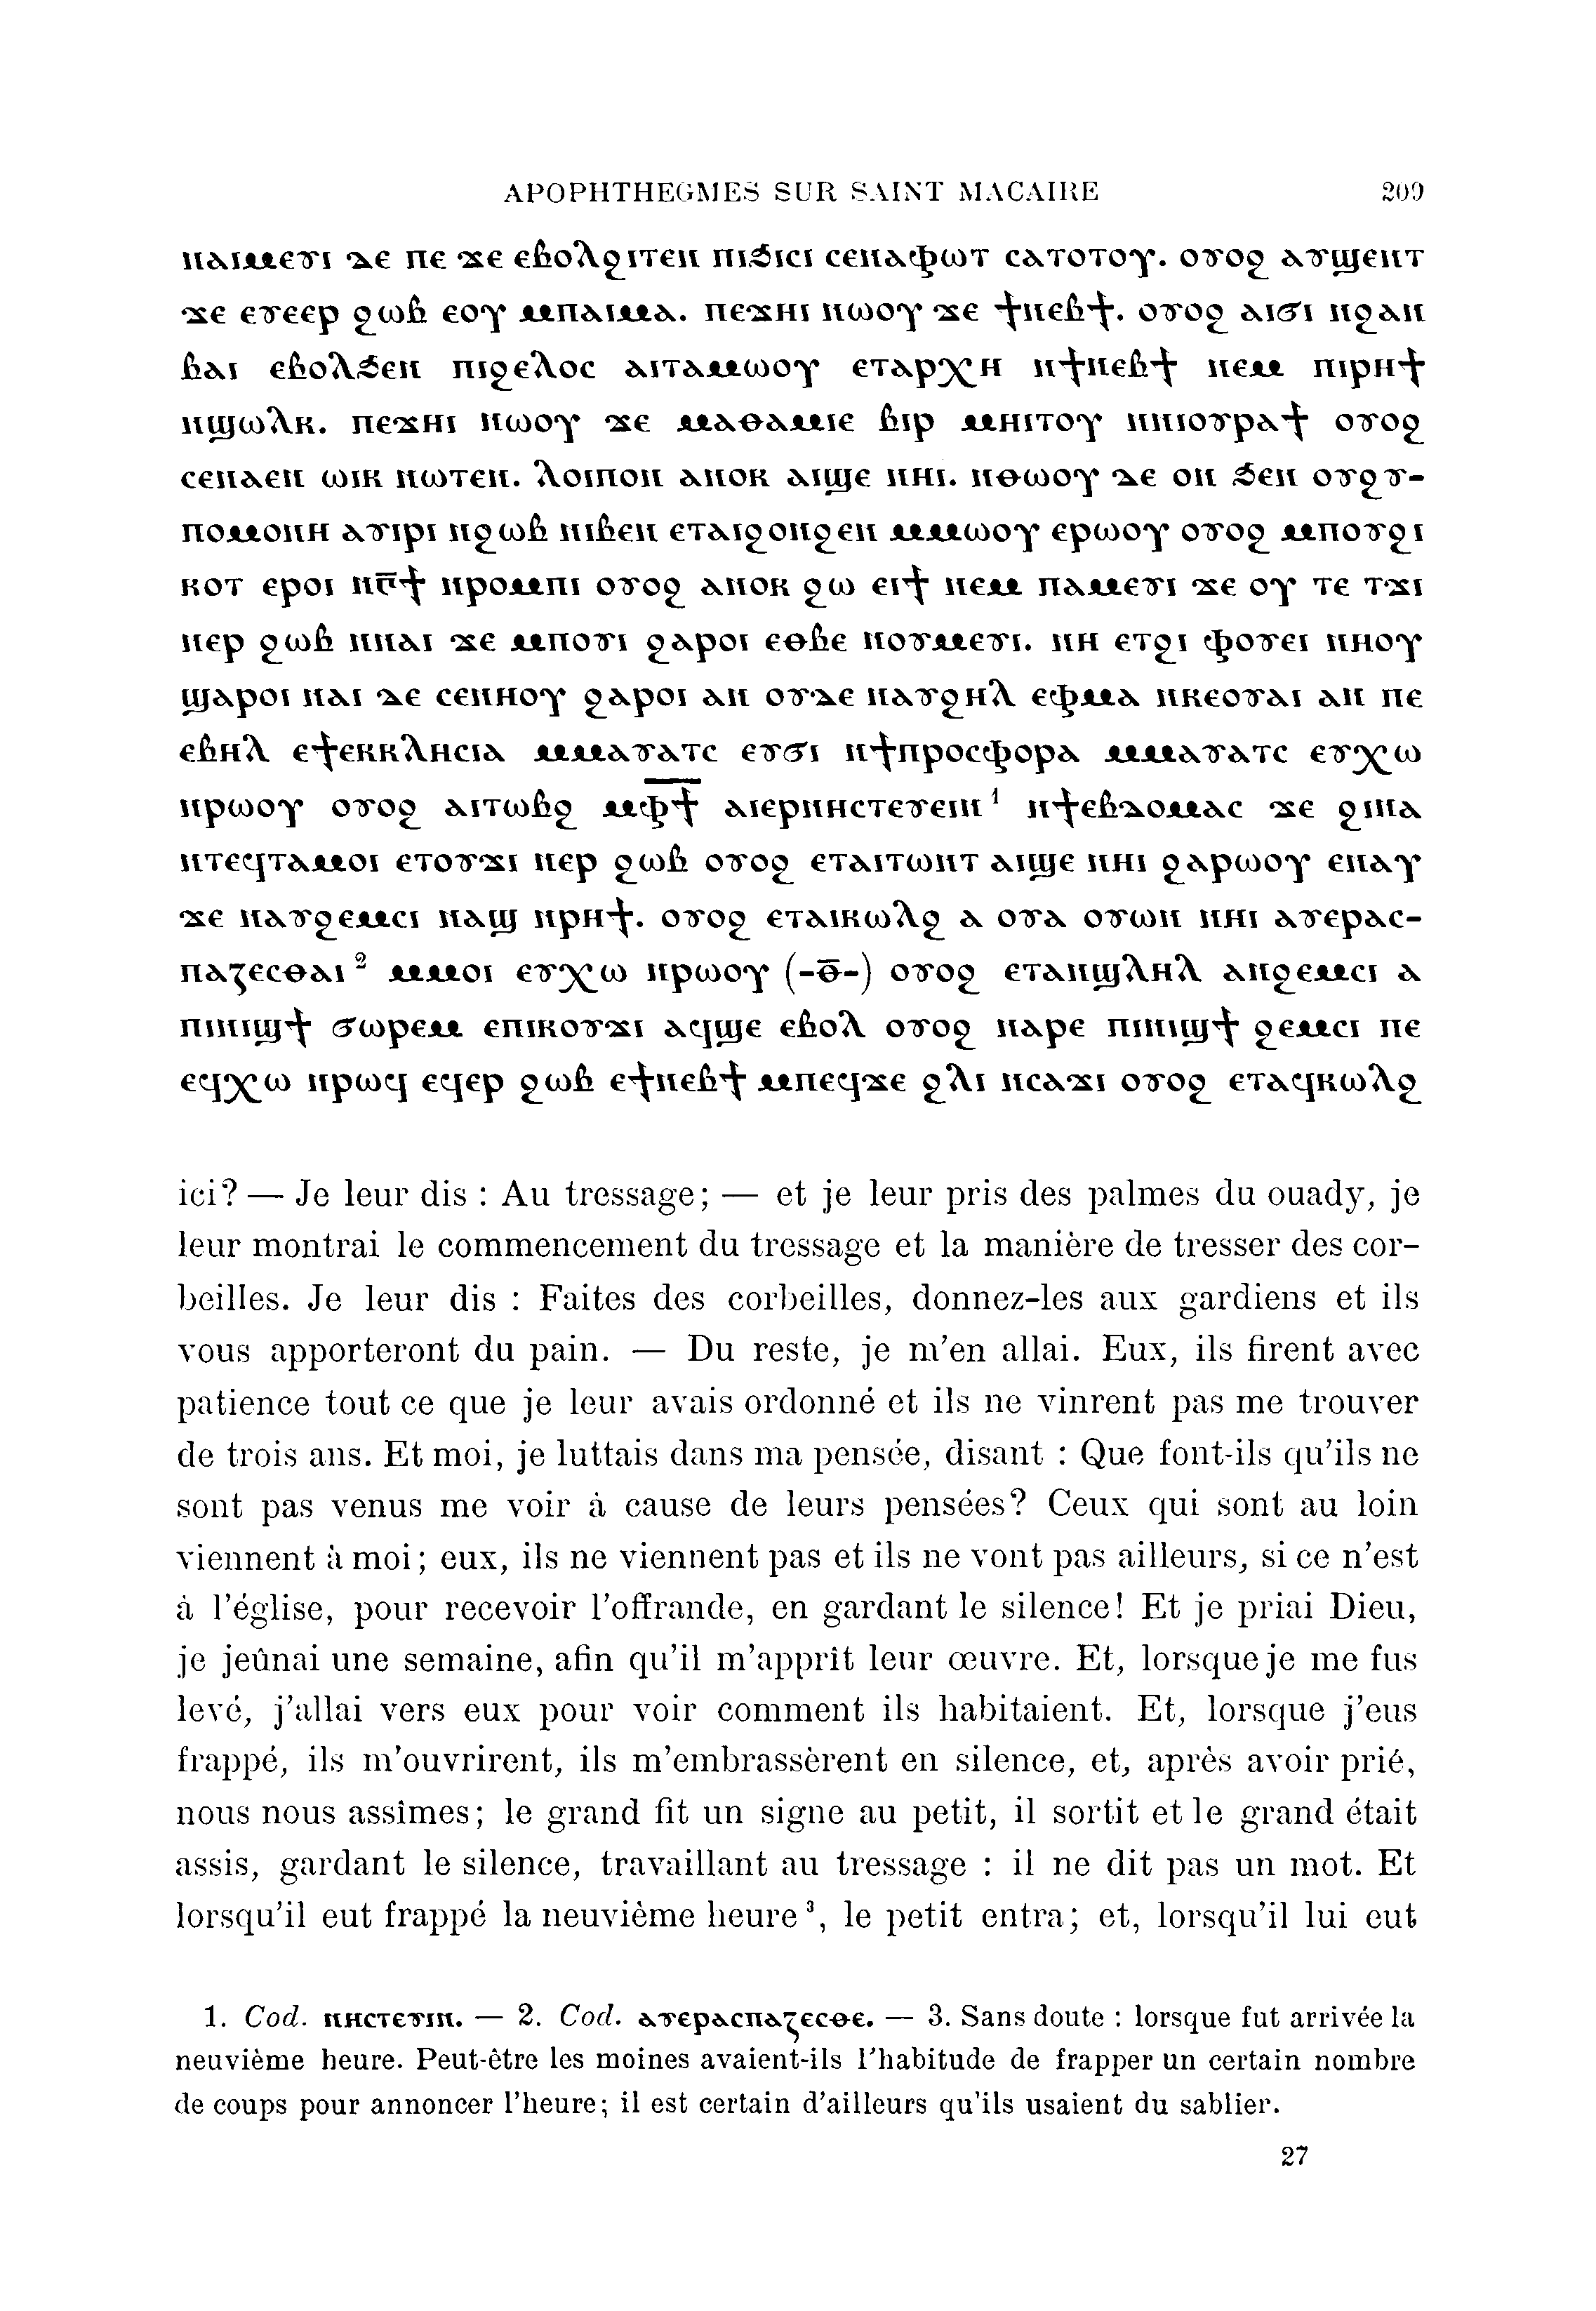 APOPHTHEGMES SUR SAINT MACAIRE 209
ⲛⲁⲓⲙⲉⲩⲓ ⲇⲉ ⲡⲉ ϫⲉ ⲉⲃⲟⲗϩⲓⲧⲉⲛ ⲡⲓϧⲓⲥⲓ ⲥⲉⲛⲁⲫⲱⲧ ⲥⲁⲧⲟⲧⲟⲩ. ⲟⲩⲟϩ ⲁⲩϣⲉⲛⲧ
ϫⲉ ⲉⲩⲉⲉⲣ ϩⲱⲃ ⲉⲟⲩ ⲙⲡⲁⲓⲙⲁ. ⲡⲉϫⲏⲓ ⲛⲱⲟⲩ ϫⲉ ϯⲛⲉⲃϯ. ⲟⲩⲟϩ ⲁⲓϭⲓ ⲛϩⲁⲛ
ⲃⲁⲓ ⲉⲃⲟⲗϧⲉⲛ ⲡⲓϩⲉⲗⲟⲥ ⲁⲓⲧⲁⲙⲱⲟⲩ ⲉⲧⲁⲣⲭⲏ ⲛϯⲛⲉⲃϯ ⲛⲉⲙ ⲡⲓⲣⲏϯ
ⲛϣⲱⲗⲕ. ⲡⲉϫⲏⲓ ⲛⲱⲟⲩ ϫⲉ ⲙⲁⲑⲁⲙⲓⲉ ⲃⲓⲣ ⲙⲏⲓⲧⲟⲩ ⲛⲛⲓⲟⲩⲣⲁϯ ⲟⲩⲟϩ
ⲥⲉⲛⲁⲉⲛ ⲱⲓⲕ ⲛⲱⲧⲉⲛ. ⲗⲟⲓⲡⲟⲛ ⲁⲛⲟⲕ ⲁⲓϣⲉ ⲛⲏⲓ. ⲛⲑⲱⲟⲩ ⲇⲉ ⲟⲛ ϧⲉⲛ ⲟⲩϩⲩ-
ⲡⲟⲙⲟⲛⲏ ⲁⲩⲓⲣⲓ ⲛϩⲱⲃ ⲛⲓⲃⲉⲛ ⲉⲧⲁⲓϩⲟⲛϩⲉⲛ ⲙⲙⲱⲟⲩ ⲉⲣⲱⲟⲩ ⲟⲩⲟϩ ⲙⲡⲟⲩϩⲓ
ⲕⲟⲧ ⲉⲣⲟⲓ ⲛⲅ̅ϯ ⲛⲣⲟⲙⲡⲓ ⲟⲩⲟϩ ⲁⲛⲟⲕ ϩⲱ ⲉⲓϯ ⲛⲉⲙ ⲡⲁⲙⲉⲩⲓ ϫⲉ ⲟⲩ ⲧⲉ ⲧϫⲓ
ⲛⲉⲣ ϩⲱⲃ ⲛⲛⲁⲓ ϫⲉ ⲙⲡⲟⲩⲓ ϩⲁⲣⲟⲓ ⲉⲑⲃⲉ ⲛⲟⲩⲙⲉⲩⲓ. ⲛⲏ ⲉⲧϩⲓ ⲫⲟⲩⲉⲓ ⲛⲏⲟⲩ
ϣⲁⲣⲟⲓ ⲛⲁⲓ ⲇⲉ ⲥⲉⲛⲏⲟⲩ ϩⲁⲣⲟⲓ ⲁⲛ ⲟⲩⲇⲉ ⲛⲁⲩϩⲏⲗ ⲉⲫⲙⲁ ⲛⲕⲉⲟⲩⲁⲓ ⲁⲛ ⲡⲉ
ⲉⲃⲏⲗ ⲉϯⲉⲕⲕⲗⲏⲥⲓⲁ ⲙⲙⲁⲩⲁⲧⲥ ⲉⲩϭⲓ ⲛϯⲡⲣⲟⲥⲫⲟⲣⲁ ⲙⲙⲁⲩⲁⲧⲥ ⲉⲩⲭⲱ
ⲛⲣⲱⲟⲩ ⲟⲩⲟϩ ⲁⲓⲧⲱⲃϩ ⲙⲫ̅ϯ̅ ⲁⲓⲉⲣⲛⲏⲥⲧⲉⲩⲉⲓⲛ¹ ⲛϯⲉⲃⲇⲟⲙⲁⲥ ϫⲉ ϩⲓⲛⲁ
ⲛⲧⲉϥⲧⲁⲙⲟⲓ ⲉⲧⲟⲩϫⲓ ⲛⲉⲣ ϩⲱⲃ ⲟⲩⲟϩ ⲉⲧⲁⲓⲧⲱⲛⲧ ⲁⲓϣⲉ ⲛⲏⲓ ϩⲁⲣⲱⲟⲩ ⲉⲛⲁⲩ
ϫⲉ ⲛⲁⲩϩⲉⲙⲥⲓ ⲛⲁϣ ⲛⲣⲏϯ. ⲟⲩⲟϩ ⲉⲧⲁⲓⲕⲱⲗϩ ⲁ ⲟⲩⲁ ⲟⲩⲱⲛ ⲛⲏⲓ ⲁⲩⲉⲣⲁⲥ-
ⲡⲁⲍⲉⲥⲑⲁⲓ² ⲙⲙⲟⲓ ⲉⲩⲭⲱ ⲛⲣⲱⲟⲩ (-ⲑ̅-) ⲟⲩⲟϩ ⲉⲧⲁⲛϣⲗⲏⲗ ⲁⲛϩⲉⲙⲥⲓ ⲁ
ⲡⲓⲛⲓϣϯ ϭⲱⲣⲉⲙ ⲉⲡⲓⲕⲟⲩϫⲓ ⲁϥϣⲉ ⲉⲃⲟⲗ ⲟⲩⲟϩ ⲛⲁⲣⲉ ⲡⲓⲛⲓϣϯ ϩⲉⲙⲥⲓ ⲡⲉ
ⲉϥⲭⲱ ⲛⲣⲱϥ ⲉϥⲉⲣ ϩⲱⲃ ⲉϯⲛⲉⲃϯ ⲙⲡⲉϥϫⲉ ϩⲗⲓ ⲛⲥⲁϫⲓ ⲟⲩⲟϩ ⲉⲧⲁϥⲕⲱⲗϩ
ici? — Je leur dis : Au tressage; — et je leur pris des palmes du ouady, je
leur montrai le commencement du tressage et la manière de tresser des cor-
beilles. Je leur dis : Faites des corbeilles, donnez-les aux gardiens et ils
vous apporteront du pain. — Du reste, je m'en allai. Eux, ils firent avec
patience tout ce que je leur avais ordonné et ils ne vinrent pas me trouver
de trois ans. Et moi, je luttais dans ma pensée, disant : Que font-ils qu'ils ne
sont pas venus me voir à cause de leurs pensées? Ceux qui sont au loin
viennent à moi; eux, ils ne viennent pas et ils ne vont pas ailleurs, si ce n'est
à l'église, pour recevoir l'offrande, en gardant le silence! Et je priai Dieu,
je jeûnai une semaine, afin qu'il m'apprît leur œuvre. Et, lorsque je me fus
levé, j'allai vers eux pour voir comment ils habitaient. Et, lorsque j'eus
frappé, ils m'ouvrirent, ils m'embrassèrent en silence, et, après avoir prié,
nous nous assîmes; le grand fit un signe au petit, il sortit et le grand était
assis, gardant le silence, travaillant au tressage : il ne dit pas un mot. Et
lorsqu'il eut frappé la neuvième heure³, le petit entra; et, lorsqu'il lui eut
1. Cod. ⲛⲏⲥⲧⲉⲩⲓⲛ. — 2. Cod. ⲁⲩⲉⲣⲁⲥⲡⲁⲍⲉⲥⲑⲉ. — 3. Sans doute : lorsque fut arrivée la
neuvième heure. Peut-être les moines avaient-ils l'habitude de frapper un certain nombre
de coups pour annoncer l'heure; il est certain d'ailleurs qu'ils usaient du sablier.
27